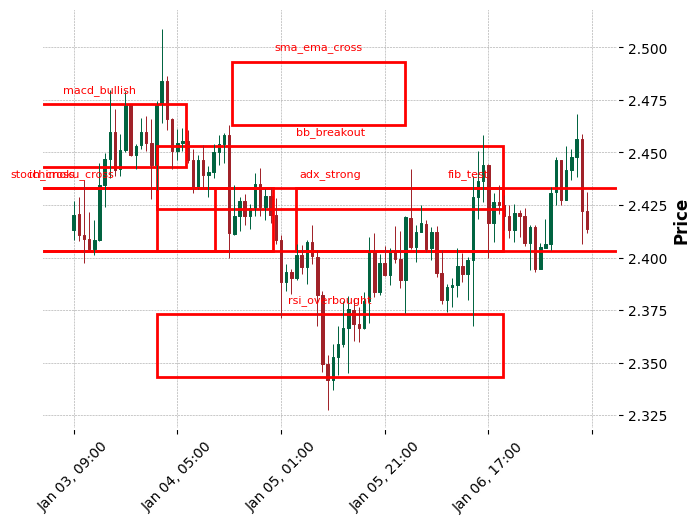 sma_ema_cross
bb_breakout
macd_bullish
adx_strong
fib_test
rsi_overbought
2.500
2.475
2.450
2.425
2.400
2.375
2.350
2.325
Price
Jan 03, 09:00
Jan 04, 05:00
Jan 05, 01:00
Jan 05, 21:00
Jan 06, 17:00